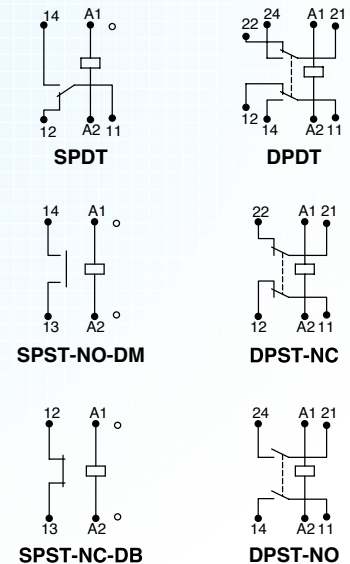 14 A1
12 A2 11
SPDT
22 24 A1 21
12 14 A2 11
DPDT
14 A1
13 A2
SPST-NO-DM
22 A1 21
12 A2 11
DPST-NC
12 A1
13 A2
SPST-NC-DB
24 A1 21
14 A2 11
DPST-NO